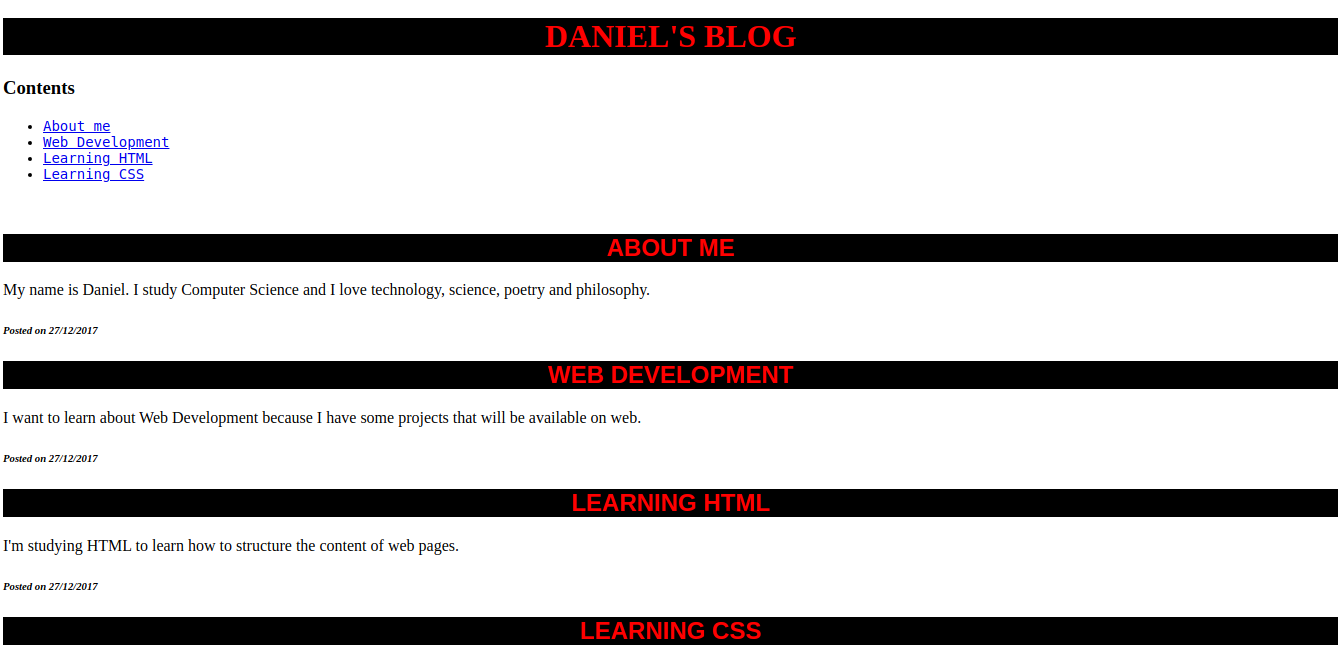 DANIEL'S BLOG
Contents
About me
Web Development
Learning HTML
Learning CSS
ABOUT ME
My name is Daniel. I study Computer Science and I love technology, science, poetry and philosophy.
Posted on 27/12/2017
WEB DEVELOPMENT
I want to learn about Web Development because I have some projects that will be available on web.
Posted on 27/12/2017
LEARNING HTML
I'm studying HTML to learn how to structure the content of web pages.
Posted on 27/12/2017
LEARNING CSS